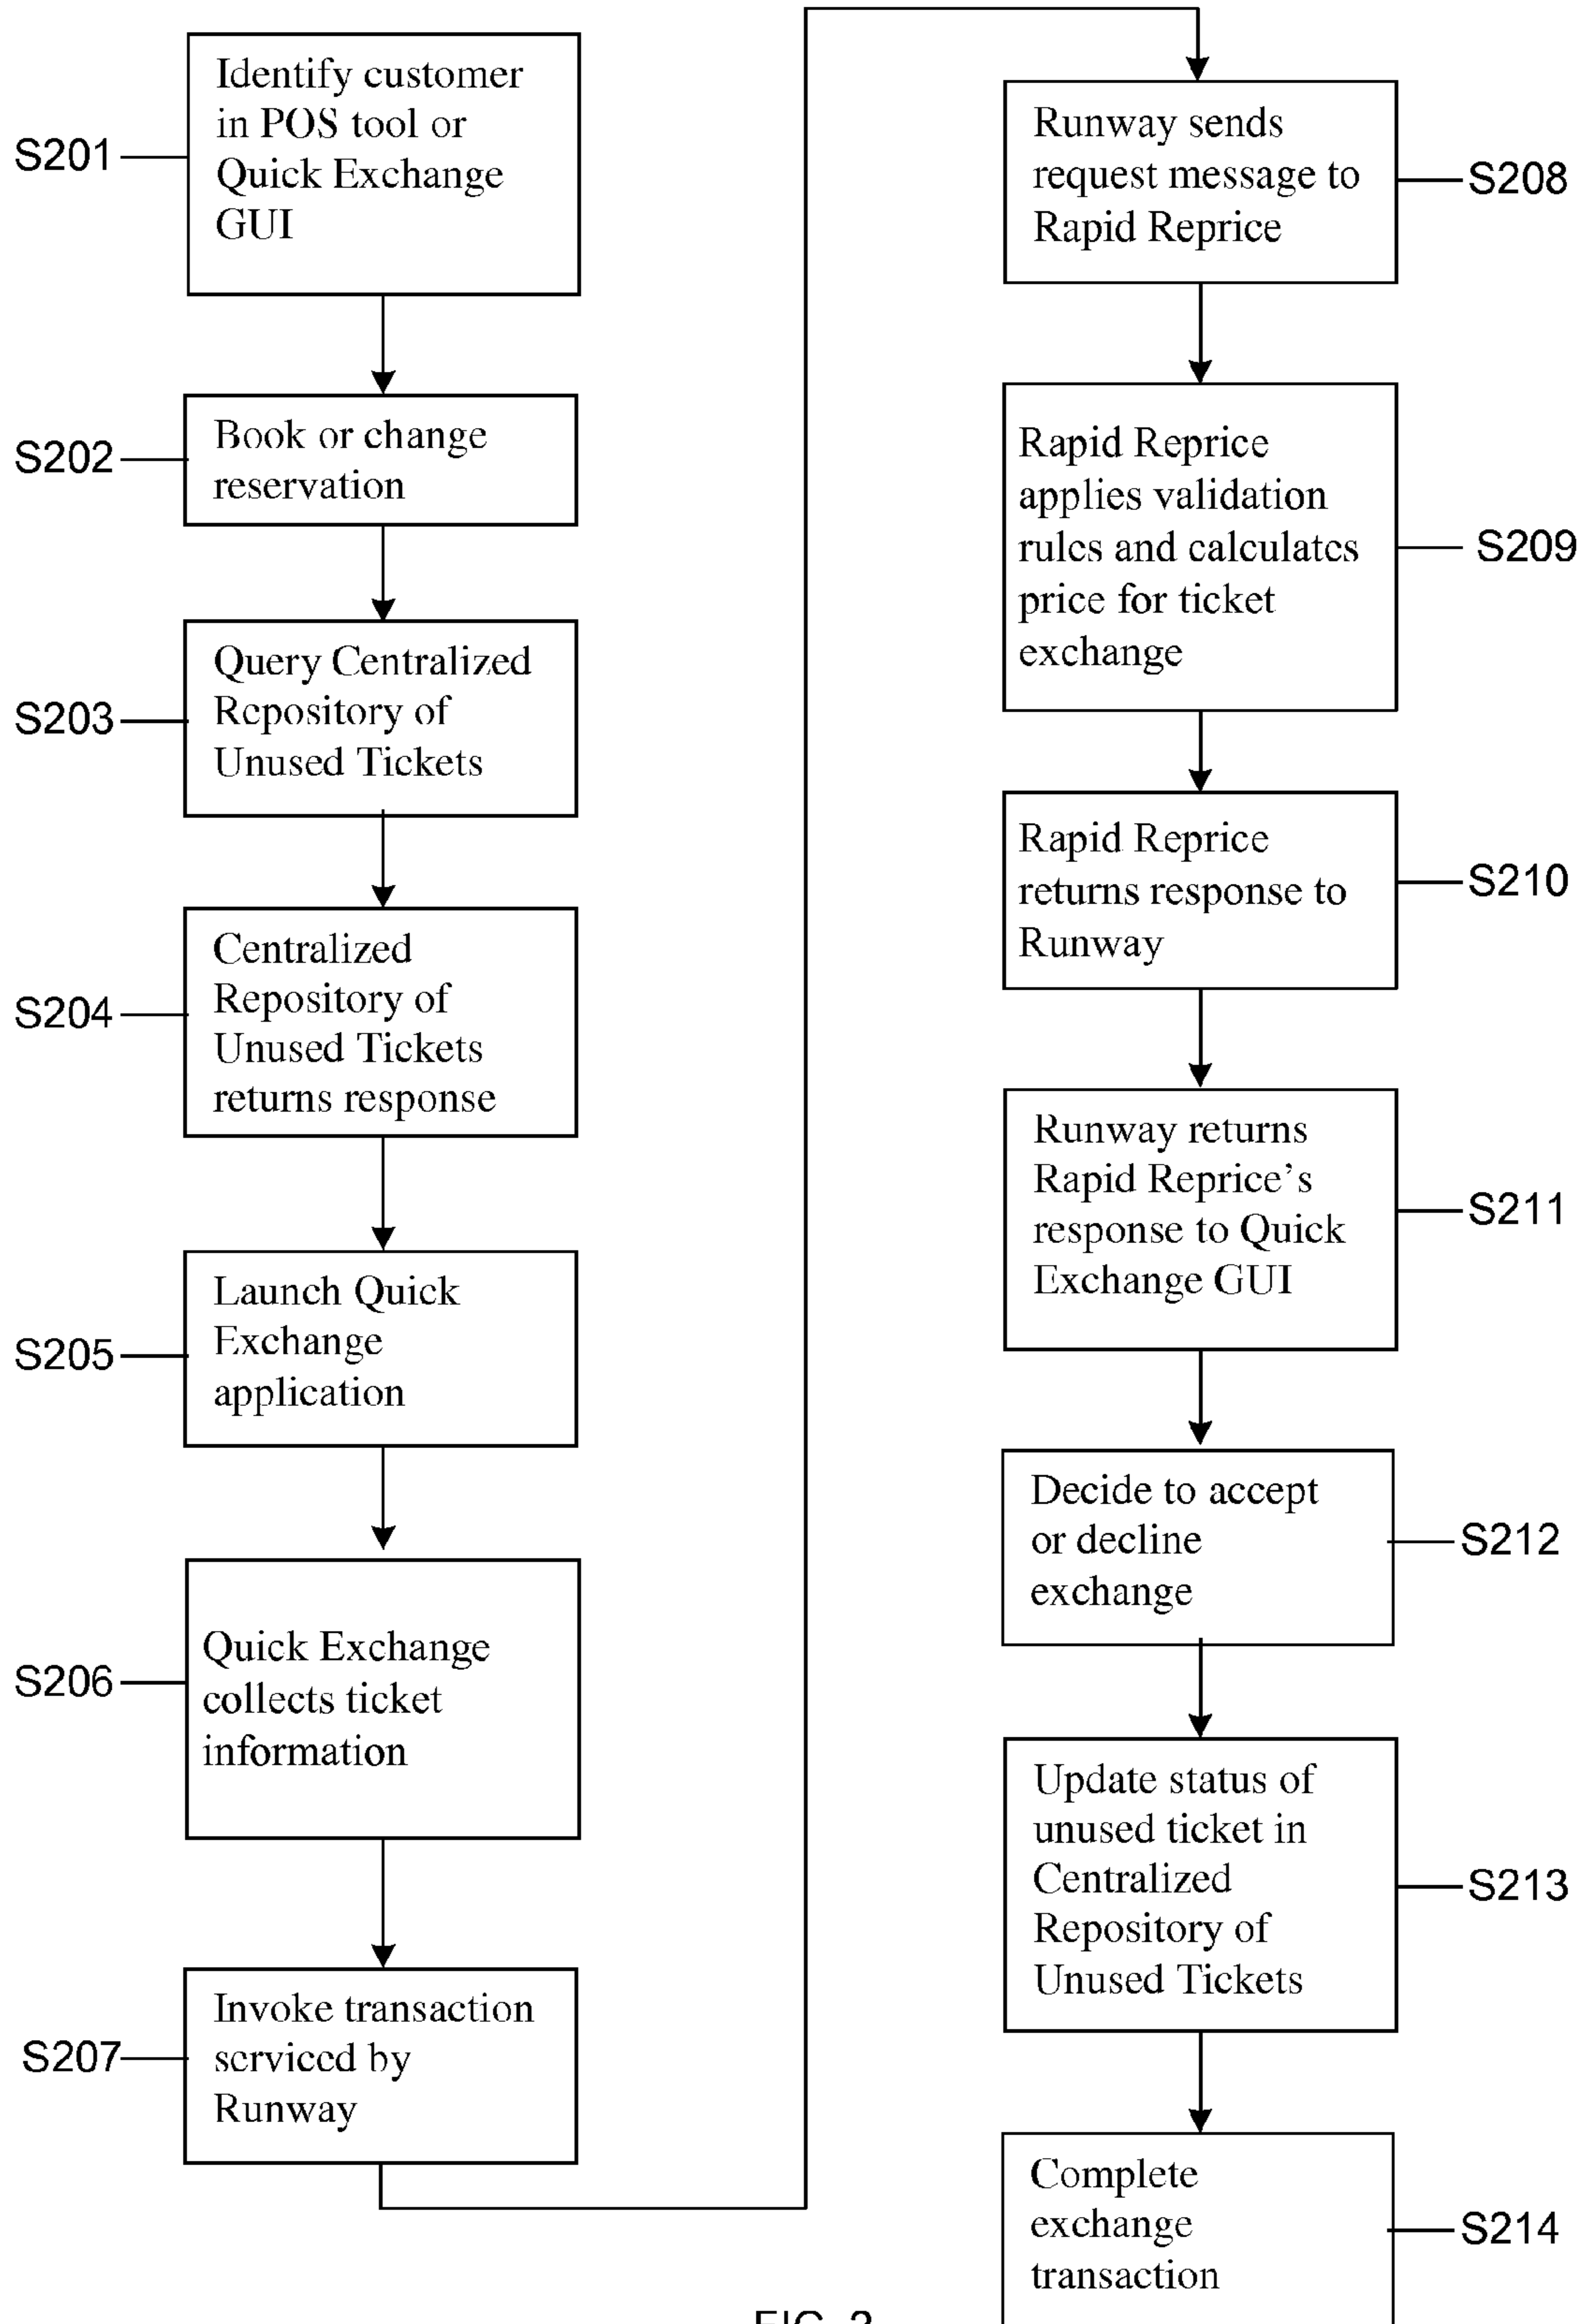 S201
Identify customer
in POS tool or
Quick Exchange
GUI
S202
Book or change
reservation
S203
Query Centralized
Repository of
Unused Tickets
S204
Centralized
Repository of
Unused Tickets
returns response
S205
Launch Quick
Exchange
application
S206
Quick Exchange
collects ticket
information
S207
Invoke transaction
serviced by
Runway
Runway sends
request message to
Rapid Reprice
S208
Rapid Reprice
applies validation
rules and calculates
price for ticket
exchange
S209
Rapid Reprice
returns response to
Runway
S210
Runway returns
Rapid Reprice's
response to Quick
Exchange GUI
S211
Decide to accept
or decline
exchange
S212
Update status of
unused ticket in
Centralized
Repository of
Unused Tickets
S213
Complete
exchange
transaction
S214
FIG.